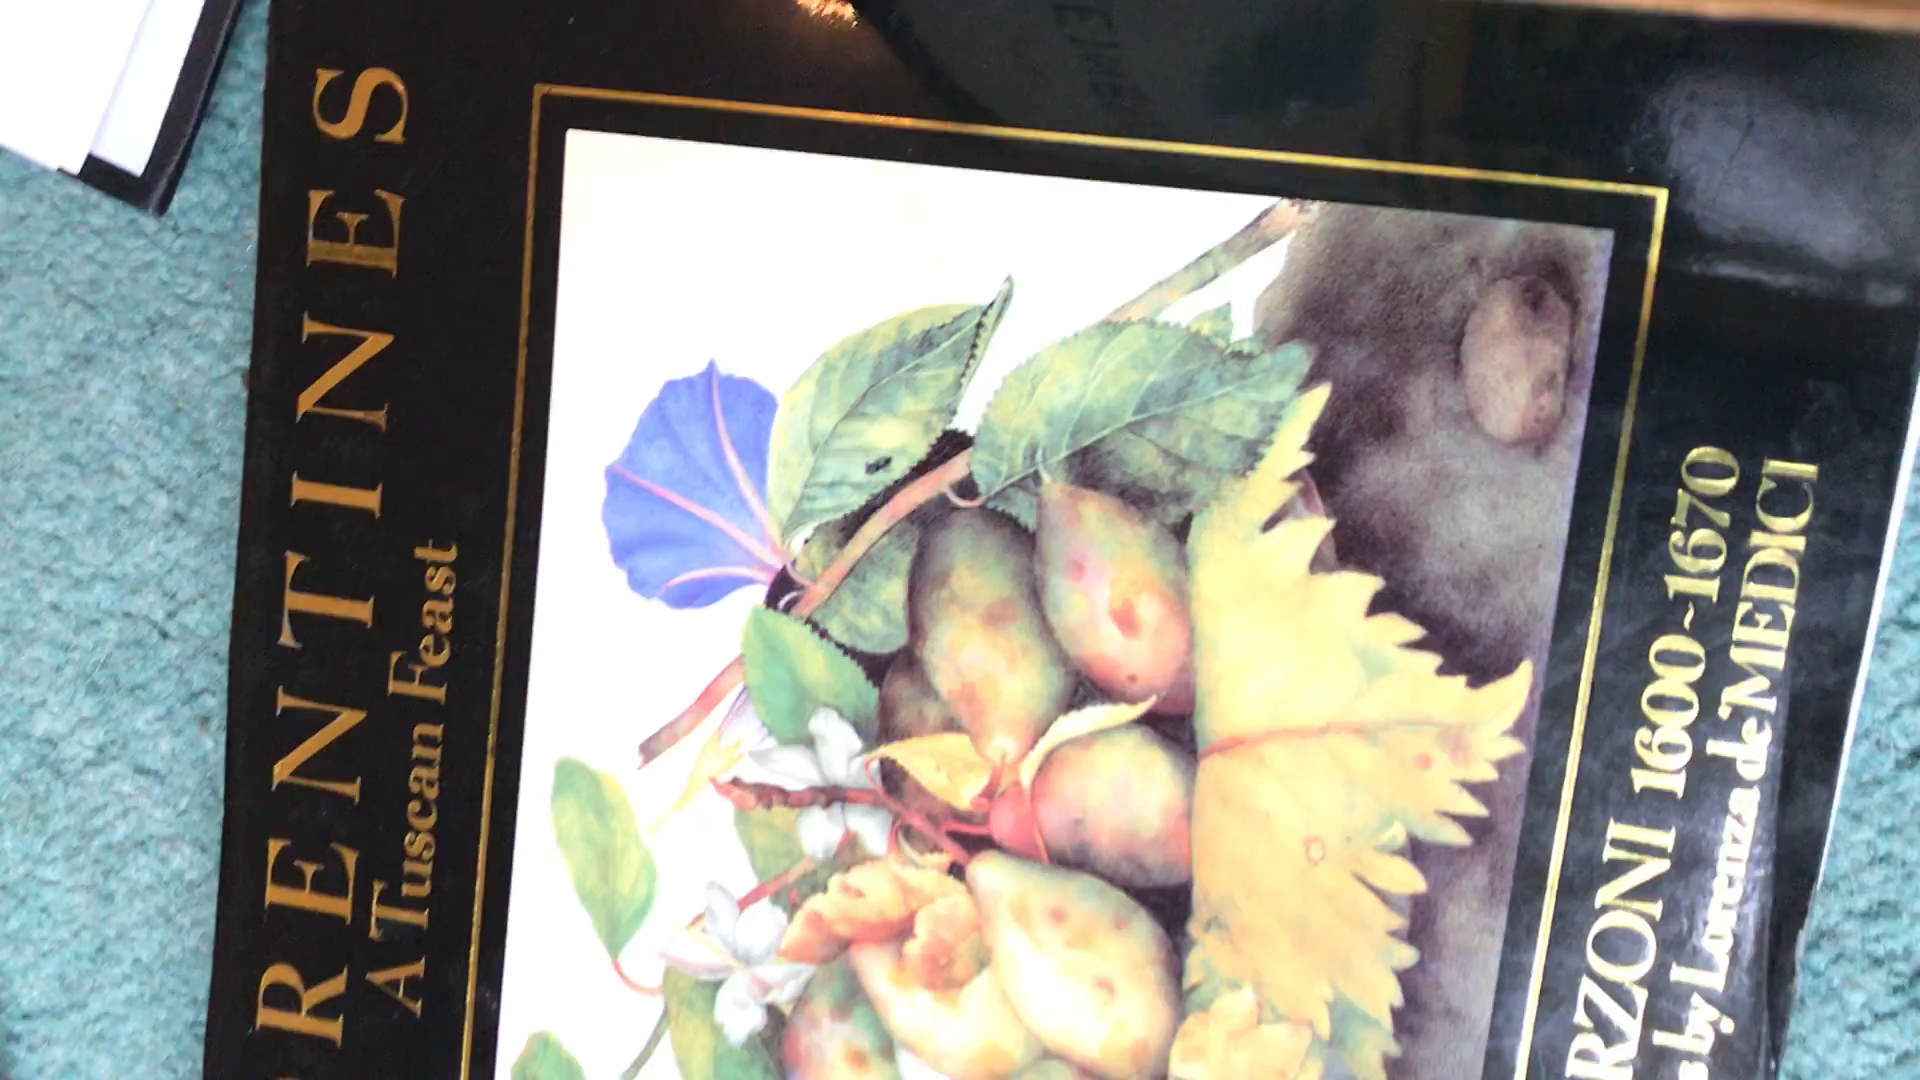 RENTINES
A Tuscan Feast
RZONI 1600~1670
s by Lorenza de'MEDICI